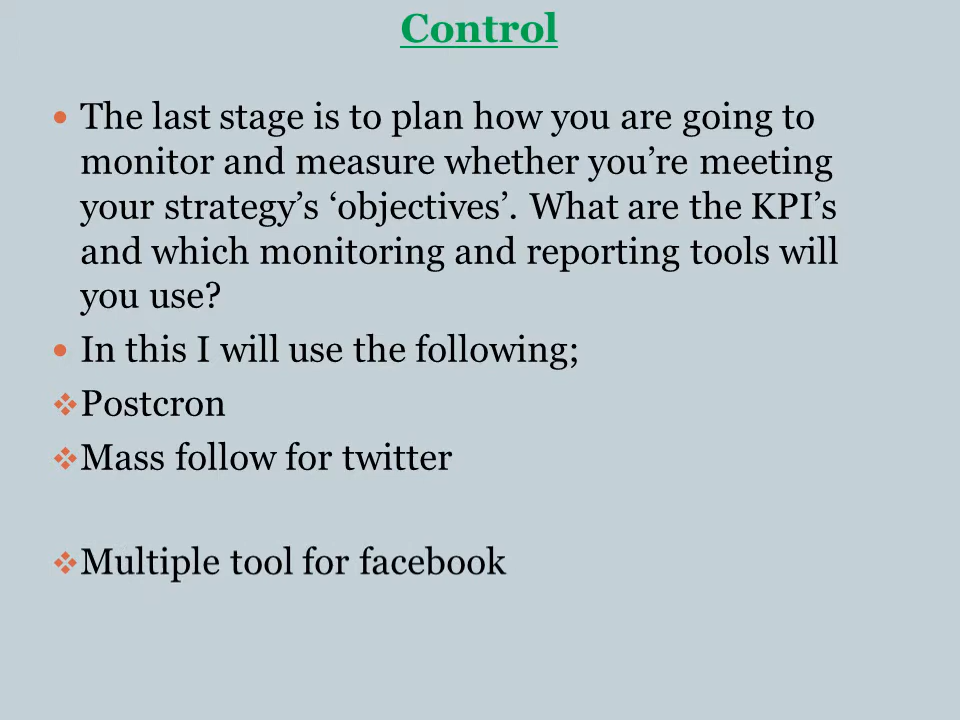 Control
The last stage is to plan how you are going to
monitor and measure whether you’re meeting
your strategy’s ‘objectives’. What are the KPI’s
and which monitoring and reporting tools will
you use?
In this I will use the following;
Postcron
Mass follow for twitter
Multiple tool for facebook